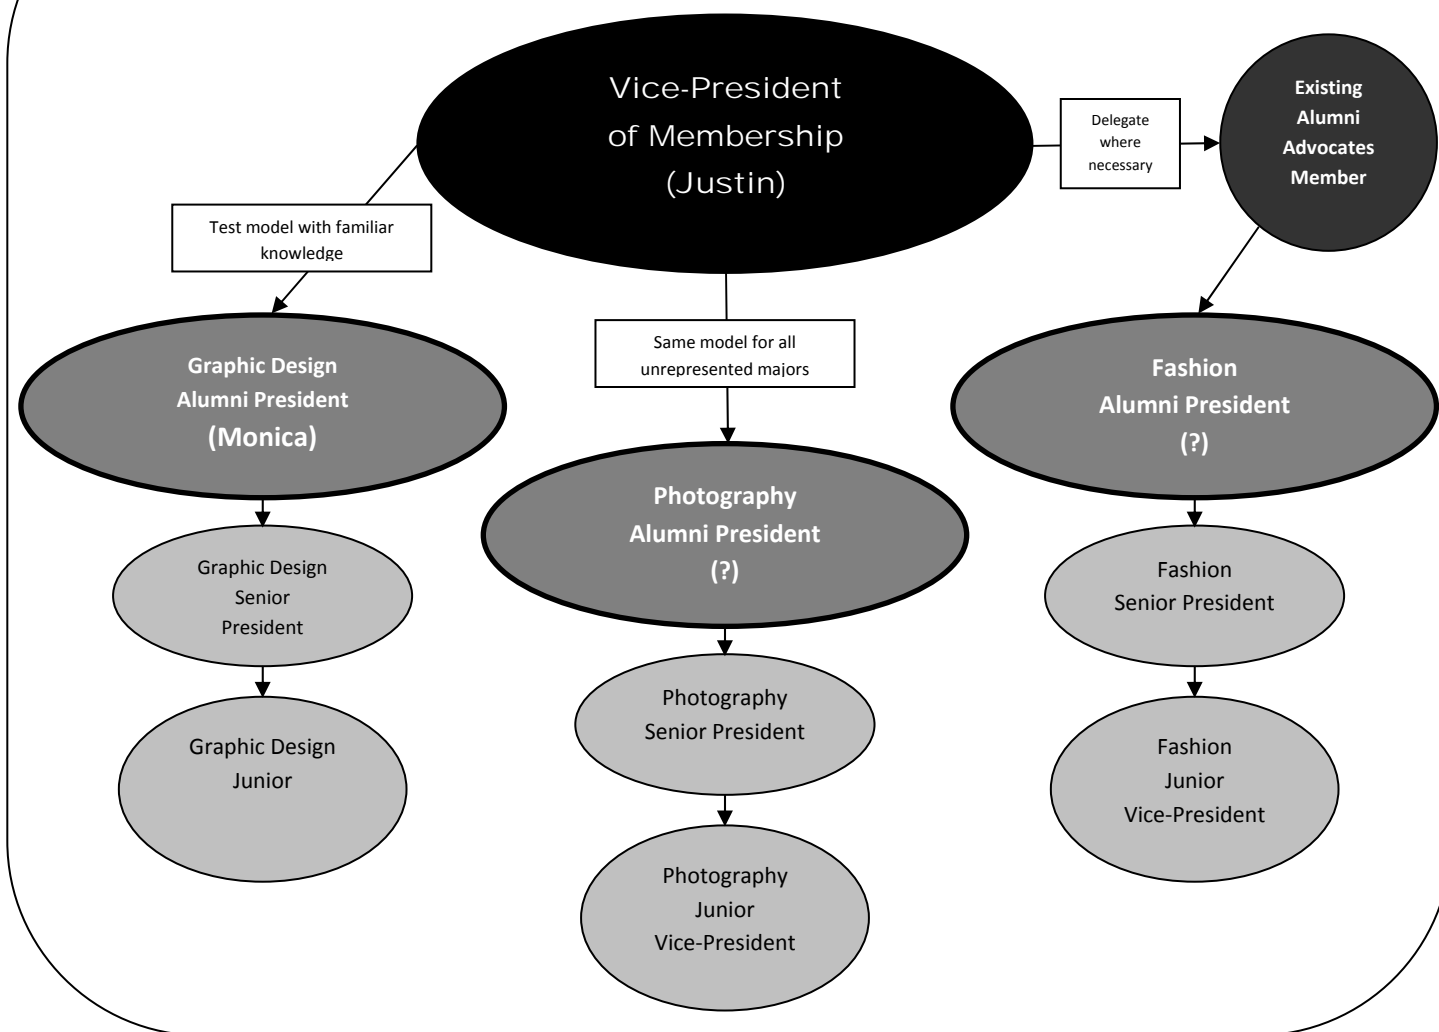 Vice-President
of Membership
(Justin)
Delegate
where
necessary
Existing
Alumni
Advocates
Member
Test model with familiar
knowledge
Same model for all
unrepresented majors
Graphic Design
Alumni President
(Monica)
Photography
Alumni President
(?)
Fashion
Alumni President
(?)
Graphic Design
Senior
President
Photography
Senior President
Fashion
Senior President
Graphic Design
Junior
Photography
Junior
Vice-President
Fashion
Junior
Vice-President